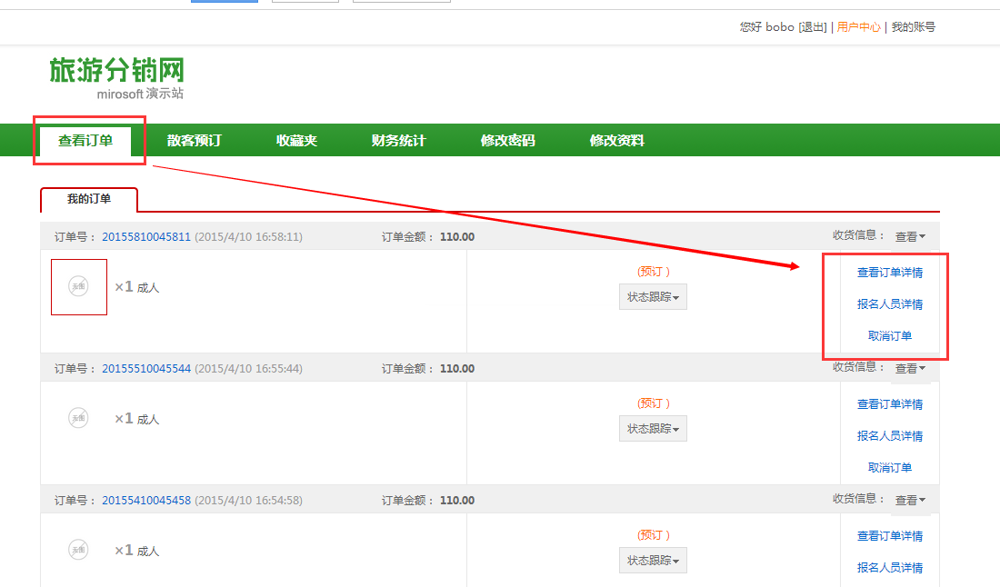 您好 bobo [退出] | 用户中心 | 我的账号
旅游分销网
mirosoft 演示站
查看订单 散客预订 收藏夹 财务统计 修改密码 修改资料
我的订单
订单号： 20155810045811 (2015/4/10 16:58:11) 订单金额： 110.00 收货信息： 查看
(预订 )
查看订单详情
无图 ×1 成人
状态跟踪
报名人员详情
取消订单
订单号： 20155510045544 (2015/4/10 16:55:44) 订单金额： 110.00 收货信息： 查看
(预订 )
查看订单详情
无图 ×1 成人
状态跟踪
报名人员详情
取消订单
订单号： 20155410045458 (2015/4/10 16:54:58) 订单金额： 110.00 收货信息： 查看
(预订 )
查看订单详情
无图 ×1 成人
状态跟踪
报名人员详情